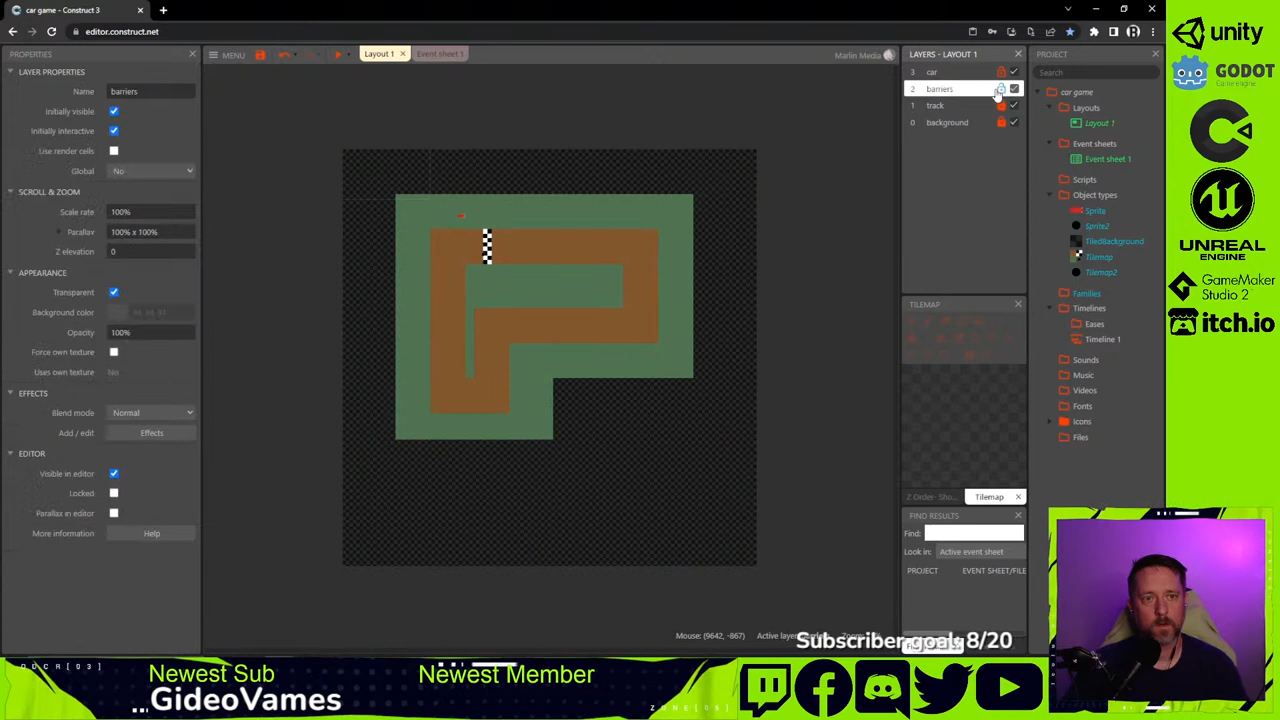 car game - Construct 3
editor.construct.net
PROPERTIES
LAYER PROPERTIES
Name barriers
Initially visible
Initially interactive
Use render cells
Global No
SCROLL & ZOOM
Scale rate 100%
Parallax 100% x 100%
Z elevation 0
APPEARANCE
Transparent
Background color
Opacity 100%
Force own texture
Uses own texture No
EFFECTS
Blend mode Normal
Add / edit Effects
EDITOR
Visible in editor
Locked
Parallax in editor
More information Help
MENU
Layout 1
Event sheet 1
Marlin Media
Mouse: (9642, -867)
LAYERS - LAYOUT 1
3 car
2 barriers
1 track
0 background
TILEMAP
Z Order- Sho...
Tilemap
FIND RESULTS
Find:
Look in: Active event sheet
PROJECT EVENT SHEET/FILE
PROJECT
Search
car game
Layouts
Layout 1
Event sheets
Event sheet 1
Scripts
Object types
Sprite
Sprite2
TiledBackground
Tilemap
Tilemap2
Families
Timelines
Eases
Timeline 1
Sounds
Music
Videos
Fonts
Icons
Files
unity
GODOT
Game engine
UNREAL
ENGINE
GameMaker
Studio 2
itch.io
Subscriber goal: 8/20
Newest Sub
GideoVames
Newest Member